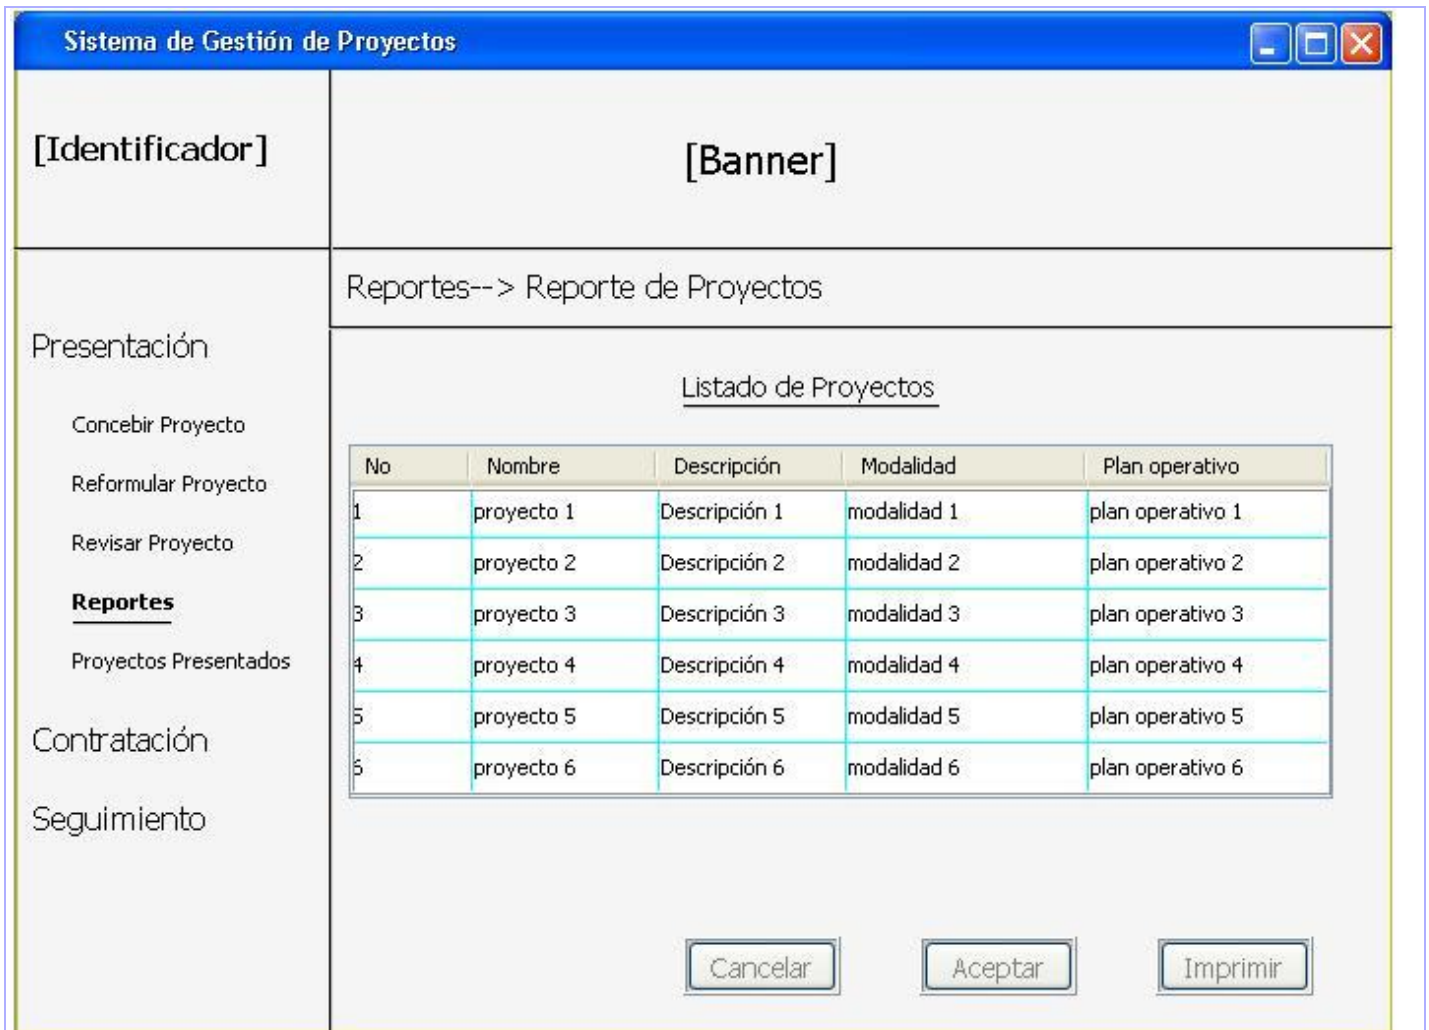 Sistema de Gestión de Proyectos
[Identificador]
[Banner]
Reportes--> Reporte de Proyectos
Presentación
Concebir Proyecto
Reformular Proyecto
Revisar Proyecto
Reportes
Proyectos Presentados
Contratación
Seguimiento
Listado de Proyectos
No Nombre Descripción Modalidad Plan operativo
1 proyecto 1 Descripción 1 modalidad 1 plan operativo 1
2 proyecto 2 Descripción 2 modalidad 2 plan operativo 2
3 proyecto 3 Descripción 3 modalidad 3 plan operativo 3
4 proyecto 4 Descripción 4 modalidad 4 plan operativo 4
5 proyecto 5 Descripción 5 modalidad 5 plan operativo 5
6 proyecto 6 Descripción 6 modalidad 6 plan operativo 6
Cancelar Aceptar Imprimir